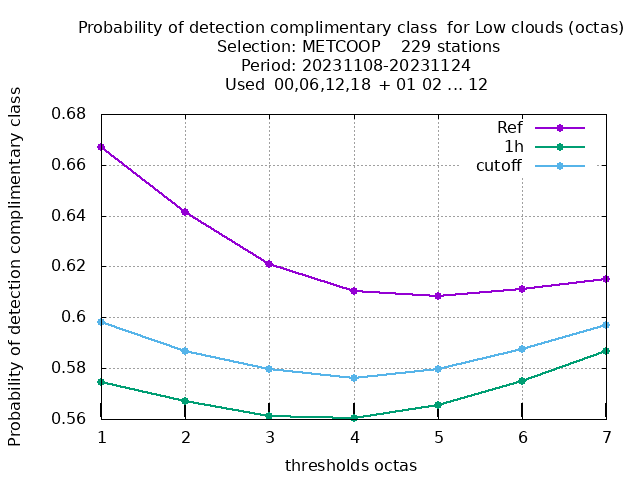 Probability of detection complimentary class  for Low clouds (octas)
Selection: METCOOP    229 stations
Period: 20231108-20231124
Used  00,06,12,18  + 01 02 ... 12
Probability of detection complimentary class
0.68
0.66
0.64
0.62
0.6
0.58
0.56
Ref
1h
cutoff
1 2 3 4 5 6 7
thresholds octas